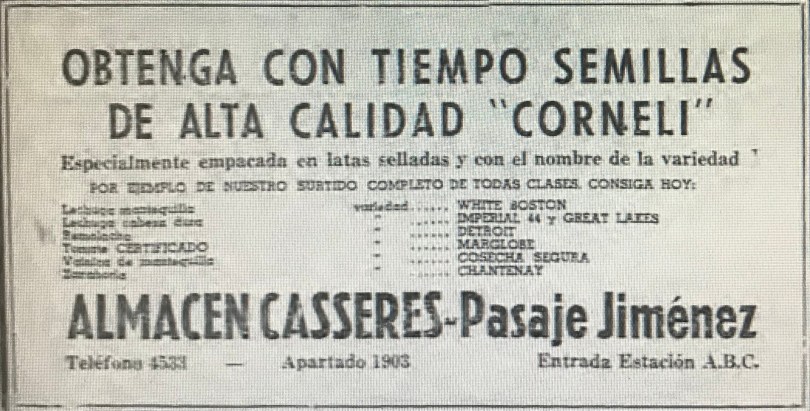 OBTENGA CON TIEMPO SEMILLAS
DE ALTA CALIDAD "CORNELI"
Especialmente empacada en latas selladas y con el nombre de la variedad
POR EJEMPLO DE NUESTRO SURTIDO COMPLETO DE TODAS CLASES, CONSIGA HOY:
Lechuga mantequilla variedad ...... WHITE BOSTON
Lechuga cabeza dura " ...... IMPERIAL 44 y GREAT LAKES
Remolacha " ...... DETROIT
Tomate CERTIFICADO " ...... MARGLOBE
Vainica de mantequilla " ...... COSECHA SEGURA
Zanahoria " ...... CHANTENAY
ALMACEN CASSERES-Pasaje Jiménez
Teléfono 4533 — Apartado 1903 Entrada Estación A.B.C.